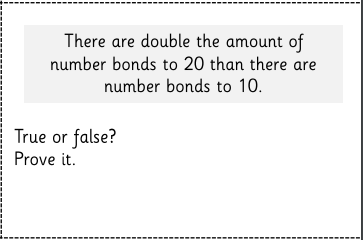 There are double the amount of
number bonds to 20 than there are
number bonds to 10.
True or false?
Prove it.